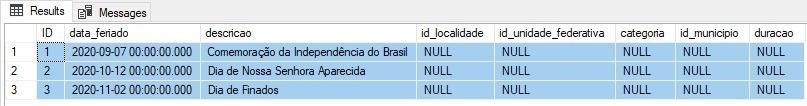 Results Messages
ID data_feriado descricao id_localidade id_unidade_federativa categoria id_municipio duracao
1 1 2020-09-07 00:00:00.000 Comemoração da Independência do Brasil NULL NULL NULL NULL NULL
2 2 2020-10-12 00:00:00.000 Dia de Nossa Senhora Aparecida NULL NULL NULL NULL NULL
3 3 2020-11-02 00:00:00.000 Dia de Finados NULL NULL NULL NULL NULL